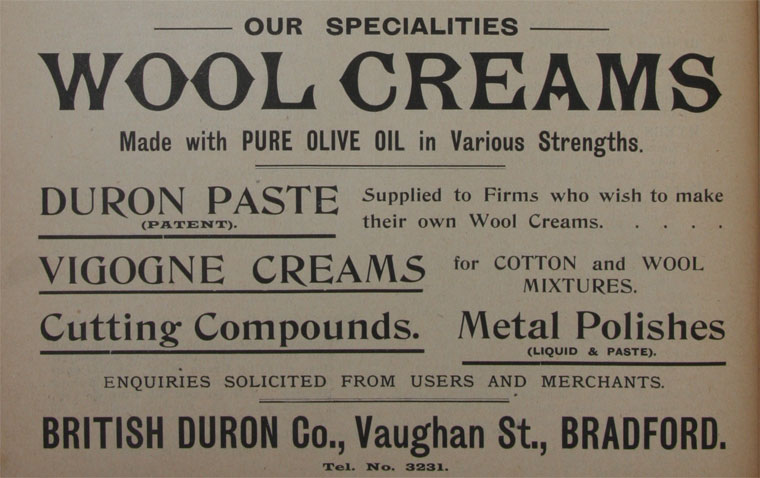 OUR SPECIALITIES
WOOL CREAMS
Made with PURE OLIVE OIL in Various Strengths.
DURON PASTE
(PATENT).
Supplied to Firms who wish to make
their own Wool Creams. . . . .
VIGOGNE CREAMS
for COTTON and WOOL
MIXTURES.
Cutting Compounds.
Metal Polishes
(LIQUID & PASTE).
ENQUIRIES SOLICITED FROM USERS AND MERCHANTS.
BRITISH DURON Co., Vaughan St., BRADFORD.
Tel. No. 3231.